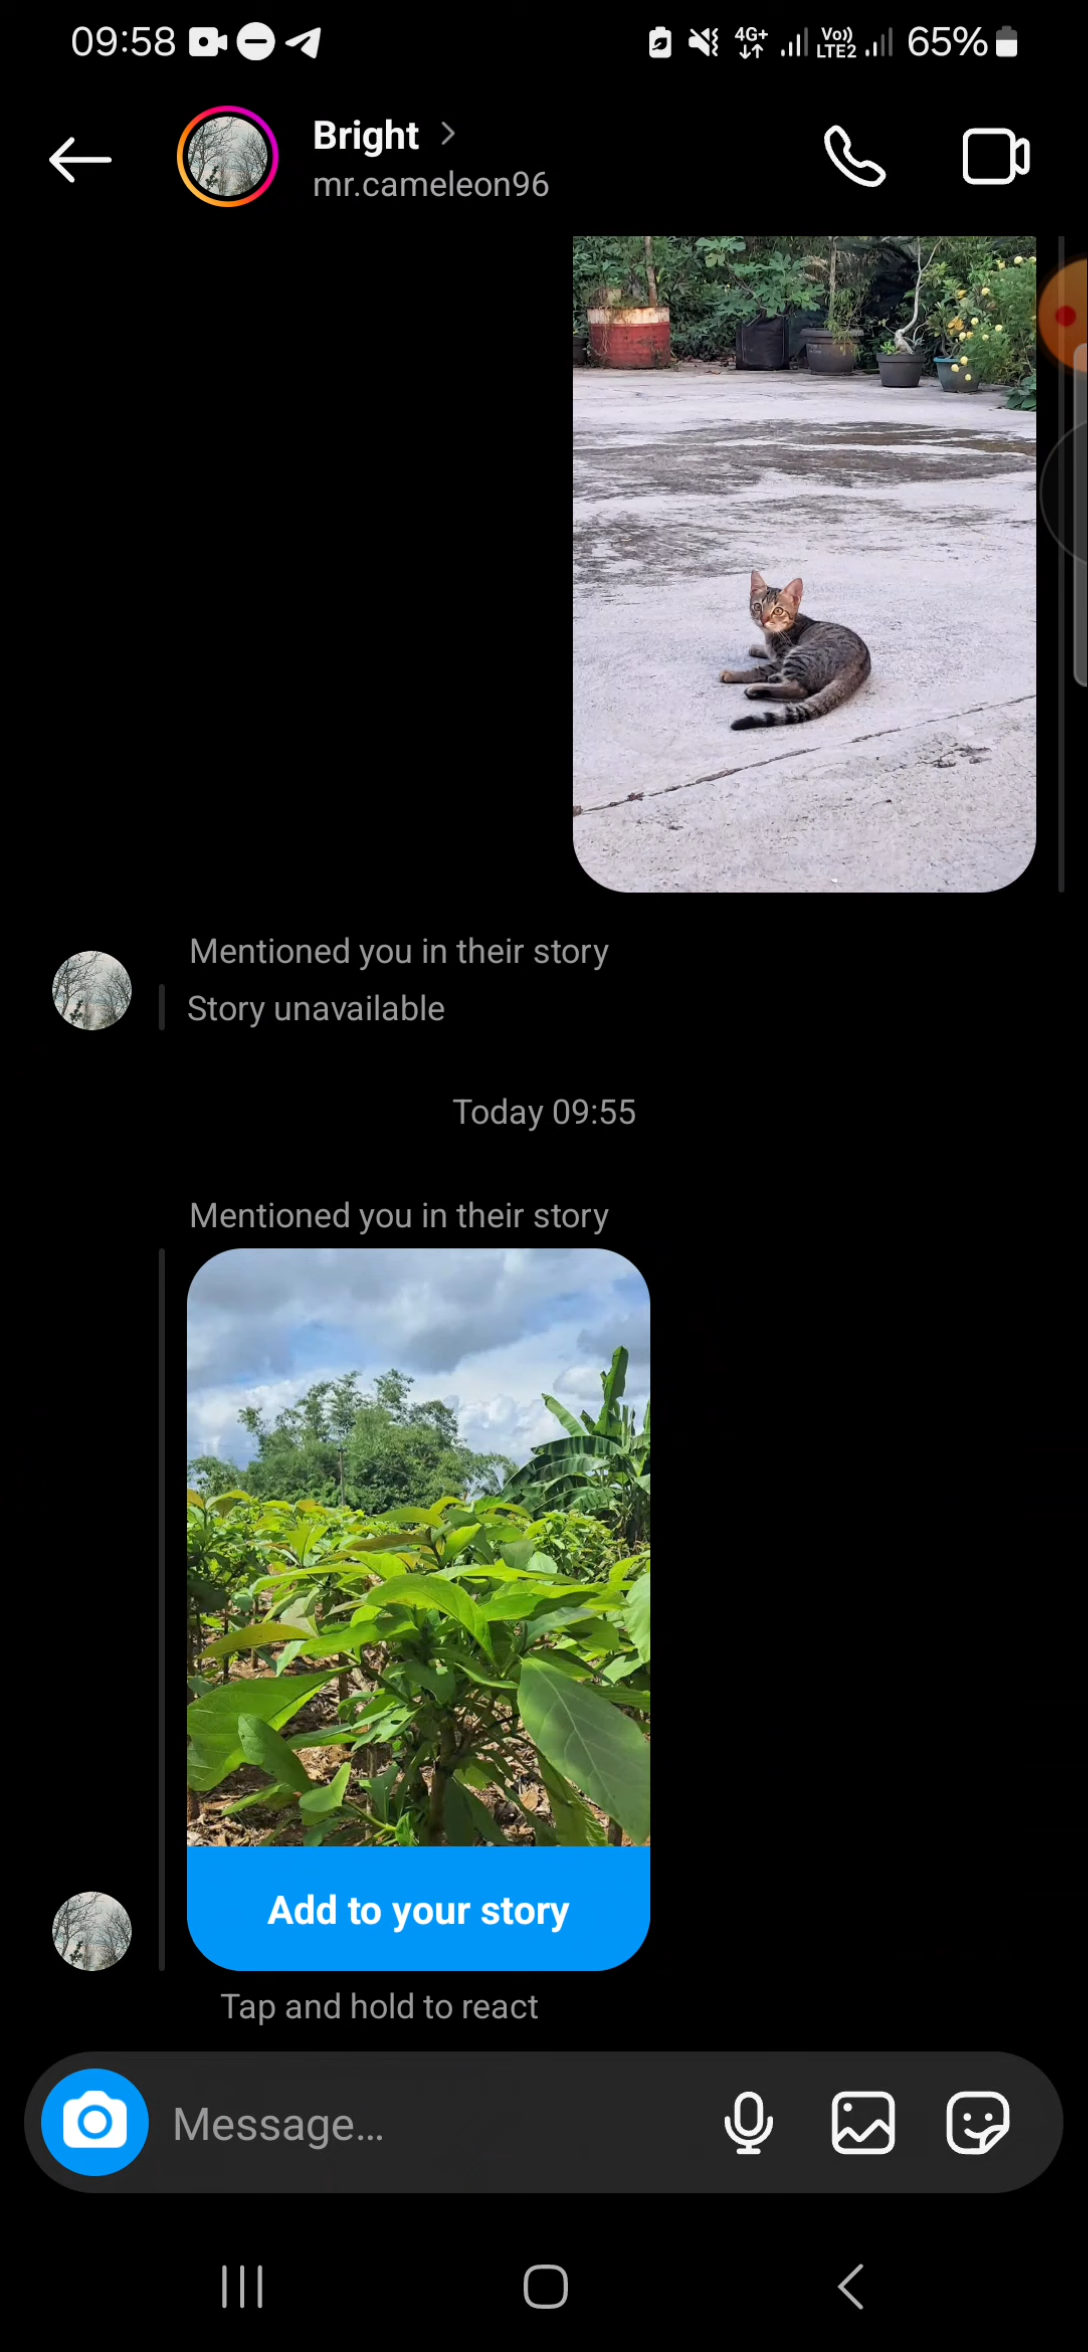 09:58 4G+ Vo)) LTE2 65%
Bright
mr.cameleon96
Mentioned you in their story
Story unavailable
Today 09:55
Mentioned you in their story
Add to your story
Tap and hold to react
Message...